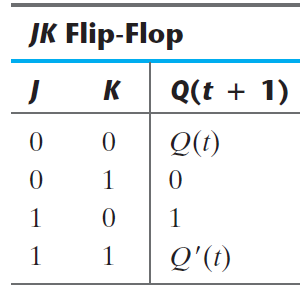 JK Flip-Flop
J K Q(t + 1)
0 0 Q(t)
0 1 0
1 0 1
1 1 Q′(t)